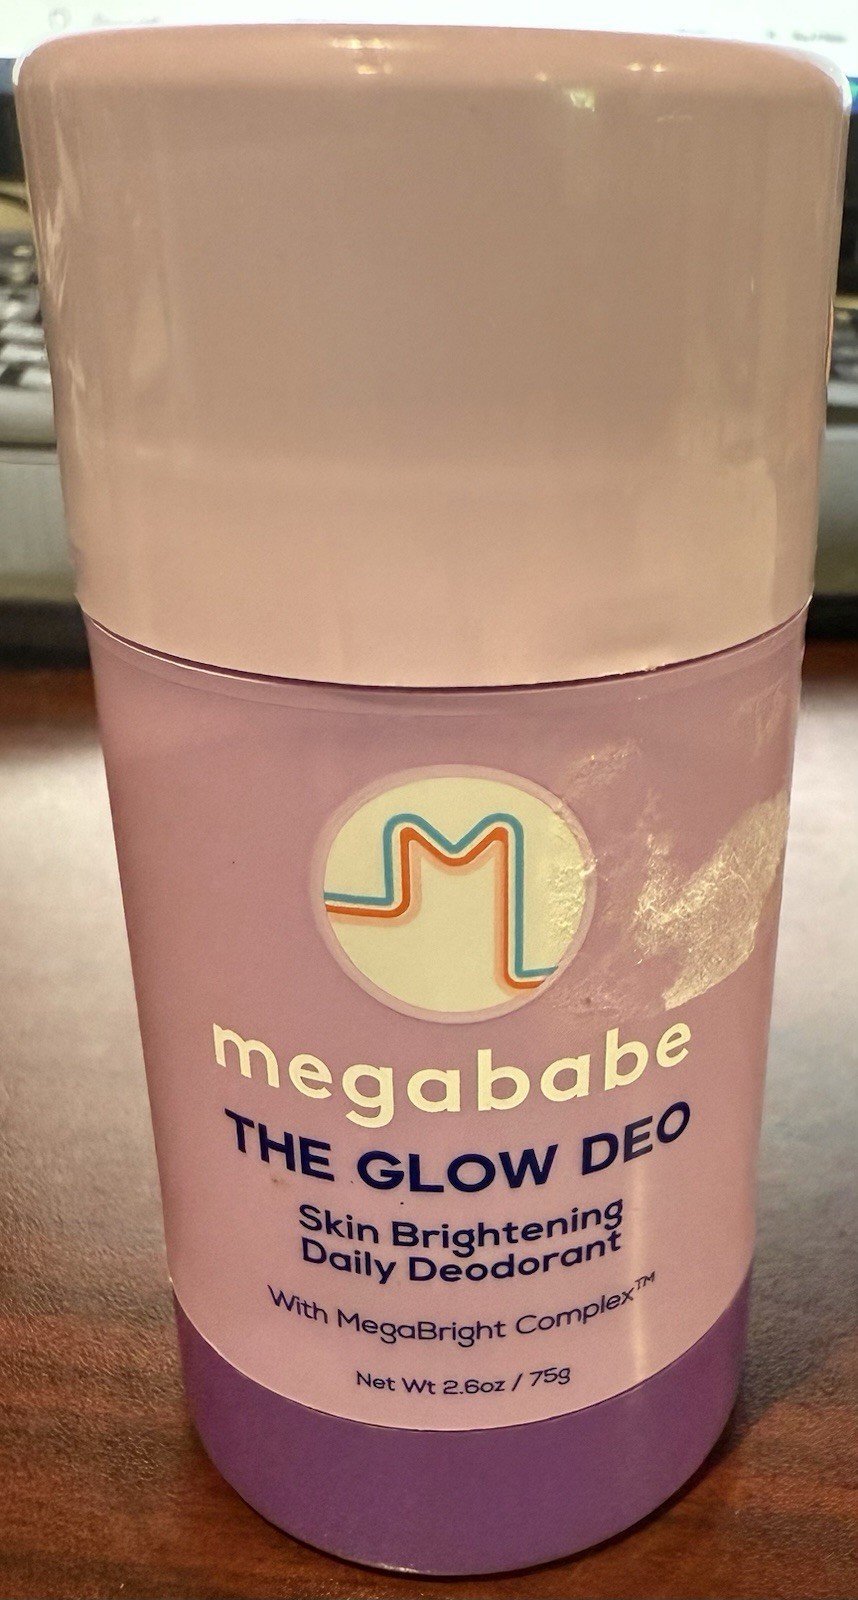 megababe
THE GLOW DEO
Skin Brightening
Daily Deodorant
With MegaBright Complex™
Net Wt 2.6oz / 75g